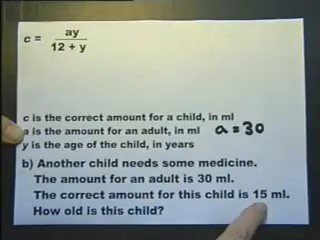 c = ay
12 + y
c is the correct amount for a child, in ml
a is the amount for an adult, in ml a = 30
y is the age of the child, in years
b) Another child needs some medicine.
The amount for an adult is 30 ml.
The correct amount for this child is 15 ml.
How old is this child?